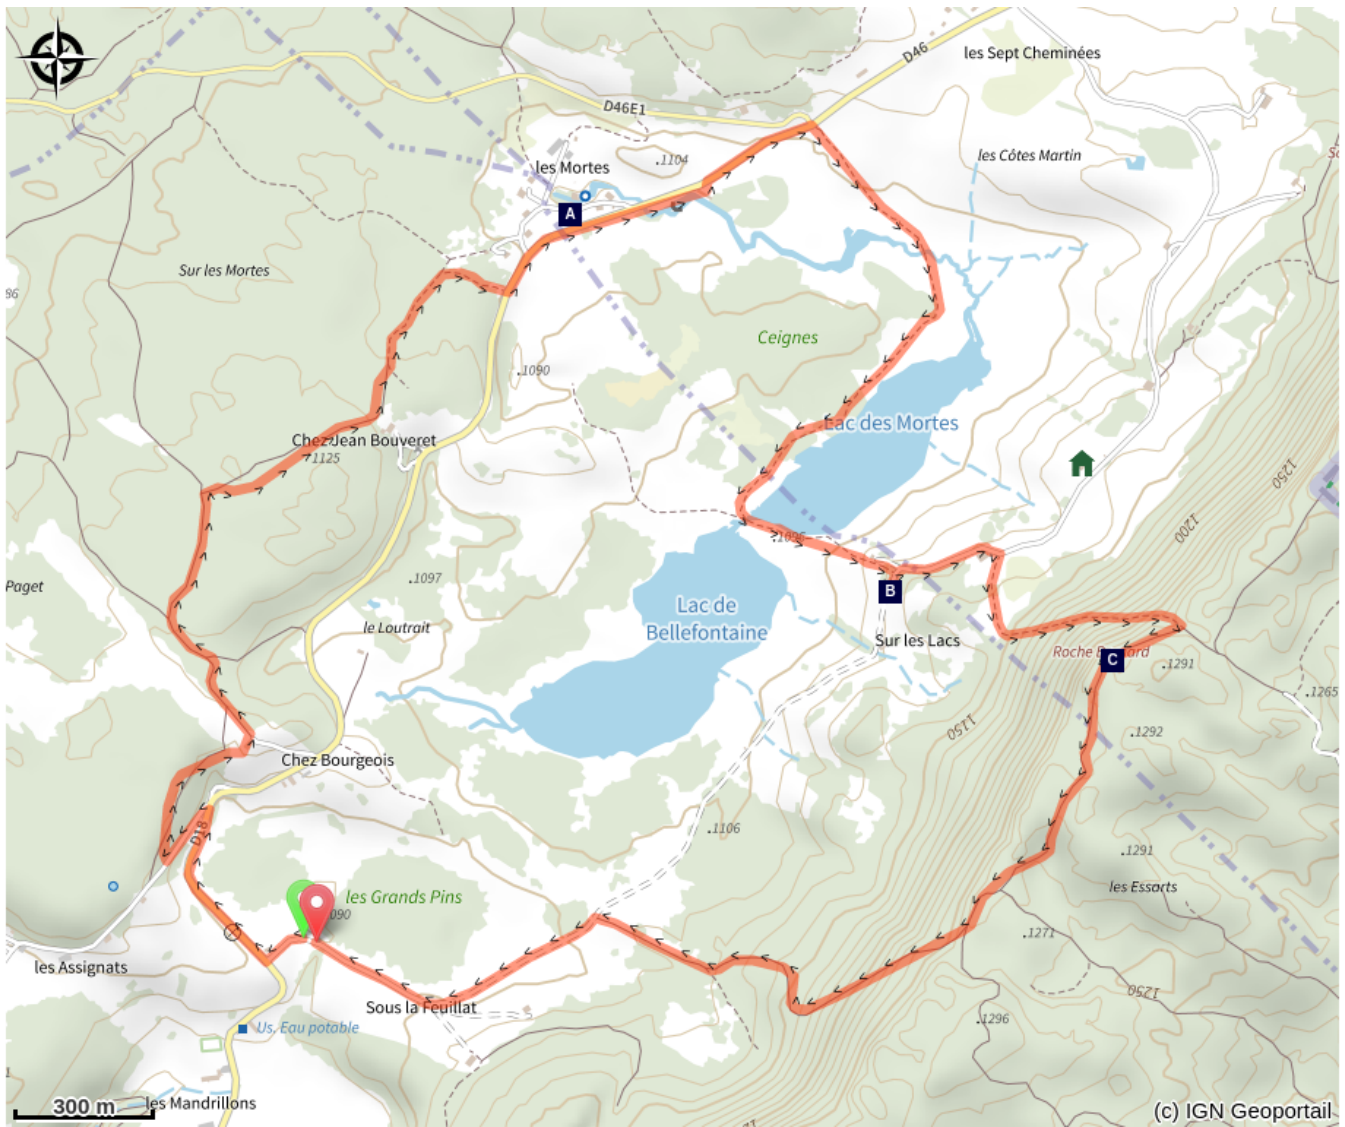 les Sept Cheminées
D46
D46E1
les Côtes Martin
.1104
les Mortes
A
Sur les Mortes
86
Ceignes
.1090
Lac des Mortes
Chez Jean Bouveret
.1125
1250
1200
.1096
.1097
Paget
B
Lac de
Bellefontaine
le Loutrait
Sur les Lacs
C
.1291
.1265
1150
.1292
Chez Bourgeois
.1106
D18
.1291
les Essarts
les Grands Pins
.1271
les Assignats
1250
Sous la Feuillat
.1296
Us. Eau potable
les Mandrillons
300 m
(c) IGN Geoportail